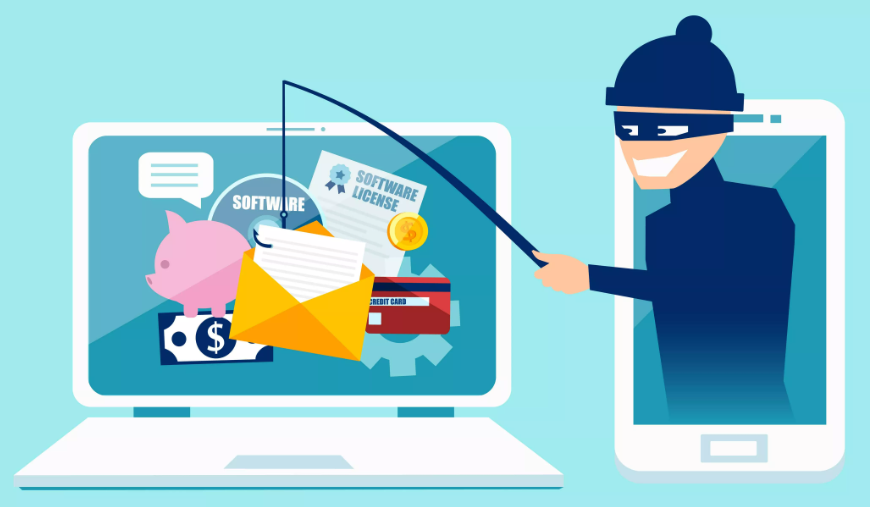 SOFTWARE
SOFTWARE
LICENSE
$
CREDIT CARD
$